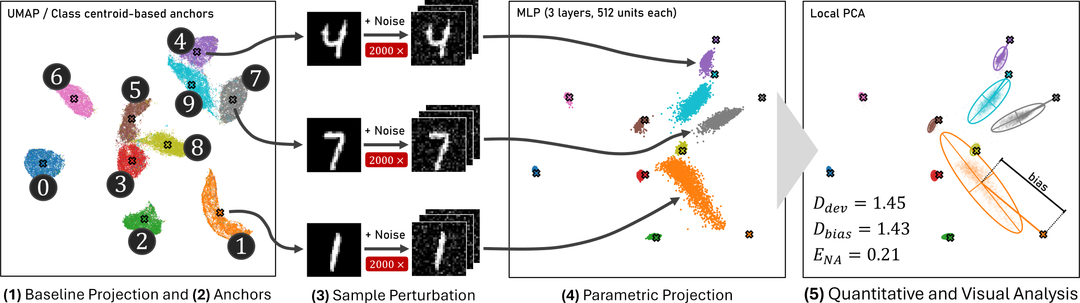 UMAP / Class centroid-based anchors
4
6
5
7
9
8
0
3
2
1
+ Noise
2000 ×
+ Noise
2000 ×
+ Noise
2000 ×
MLP (3 layers, 512 units each)
Local PCA
bias
D_dev = 1.45
D_bias = 1.43
E_NA = 0.21
(1) Baseline Projection and (2) Anchors
(3) Sample Perturbation
(4) Parametric Projection
(5) Quantitative and Visual Analysis